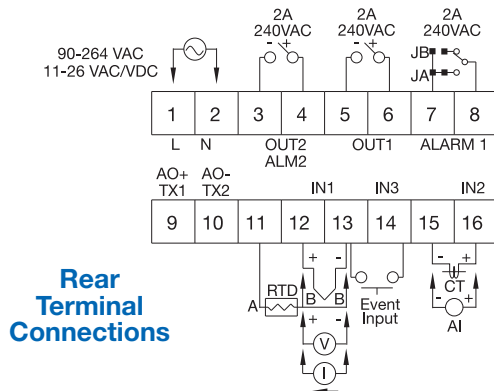 2A 2A 2A
240VAC 240VAC 240VAC
90-264 VAC
11-26 VAC/VDC
- + - + JB
JA
1 2 3 4 5 6 7 8
L N OUT2 OUT1 ALARM 1
ALM2
AO+ AO-
TX1 TX2 IN1 IN3 IN2
9 10 11 12 13 14 15 16
+ - - +
CT
RTD
A B B Event
Input
+ - - +
V AI
I
Rear
Terminal
Connections